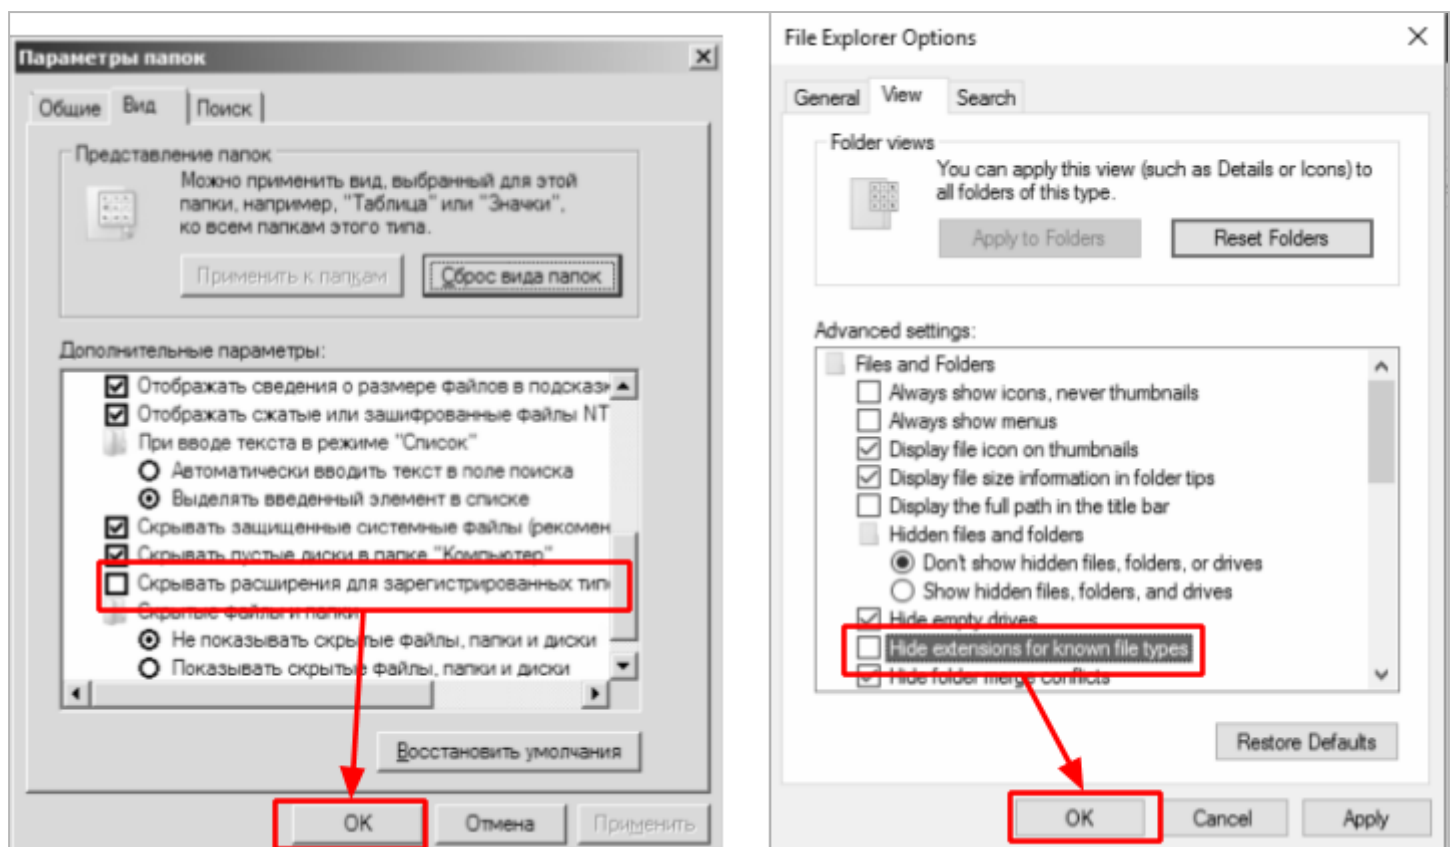 Параметры папок
Общие
Вид
Поиск
Представление папок
Можно применить вид, выбранный для этой
папки, например, "Таблица" или "Значки",
ко всем папкам этого типа.
Применить к папкам
Сброс вида папок
Дополнительные параметры:
Отображать сведения о размере файлов в подсказк
Отображать сжатые или зашифрованные файлы NT
При вводе текста в режиме "Список"
Автоматически вводить текст в поле поиска
Выделять введенный элемент в списке
Скрывать защищенные системные файлы (рекомен
Скрывать пустые диски в папке "Компьютер"
Скрывать расширения для зарегистрированных типо
Скрытые файлы и папки
Не показывать скрытые файлы, папки и диски
Показывать скрытые файлы, папки и диски
Восстановить умолчания
OK
Отмена
Применить
File Explorer Options
General
View
Search
Folder views
You can apply this view (such as Details or Icons) to
all folders of this type.
Apply to Folders
Reset Folders
Advanced settings:
Files and Folders
Always show icons, never thumbnails
Always show menus
Display file icon on thumbnails
Display file size information in folder tips
Display the full path in the title bar
Hidden files and folders
Don't show hidden files, folders, or drives
Show hidden files, folders, and drives
Hide empty drives
Hide extensions for known file types
Hide folder merge conflicts
Restore Defaults
OK
Cancel
Apply